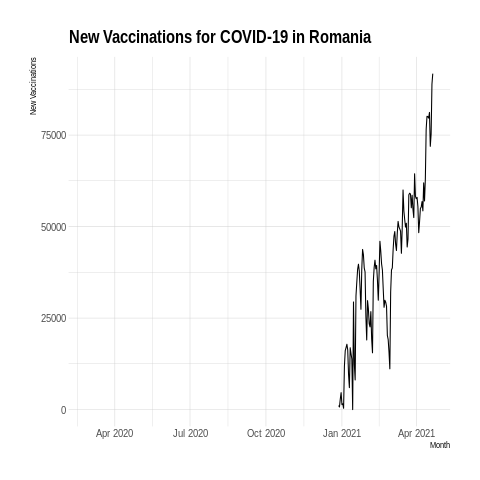 New Vaccinations for COVID-19 in Romania
New Vaccinations
75000
50000
25000
0
Apr 2020 Jul 2020 Oct 2020 Jan 2021 Apr 2021
Month